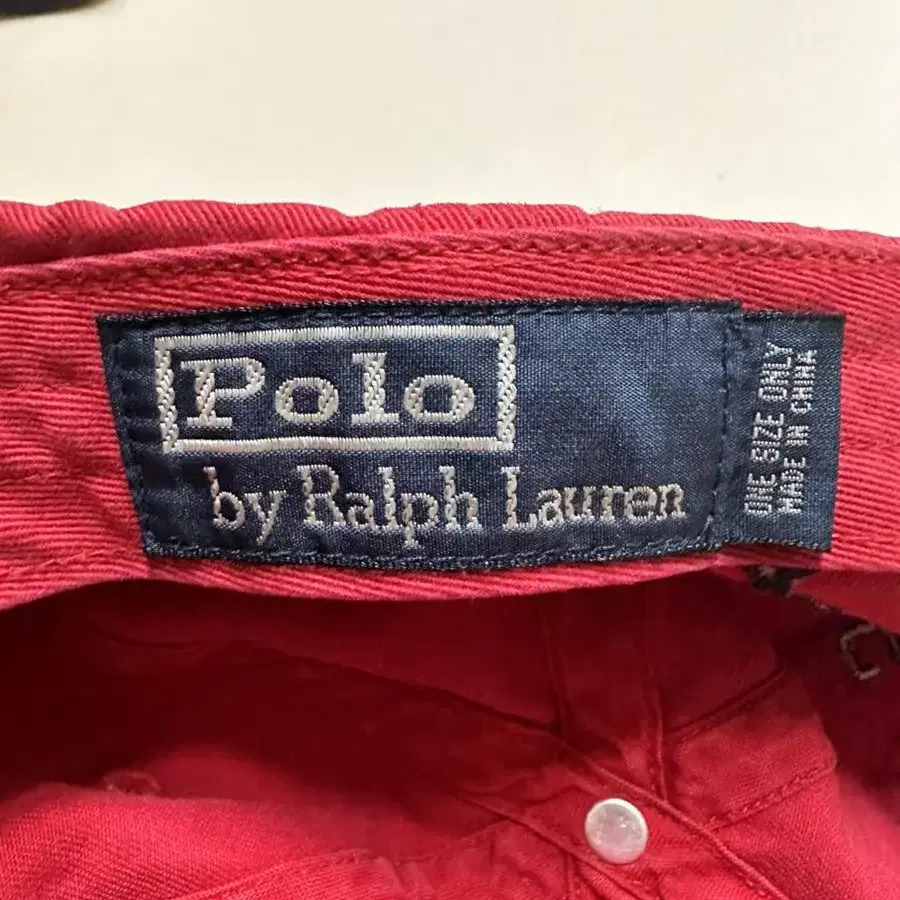 Polo
by Ralph Lauren
ONE SIZE ONLY
MADE IN CHINA